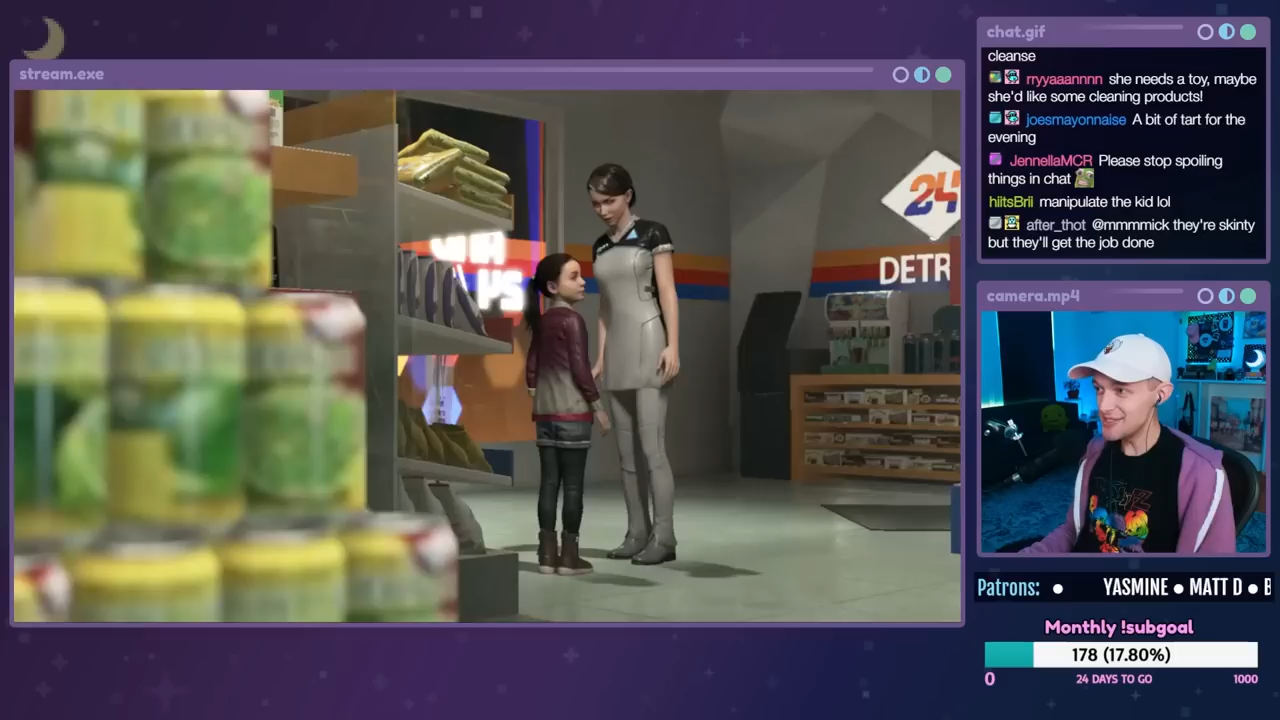 stream.exe
24
DETR
chat.gif
cleanse
rryyaaannnn she needs a toy, maybe
she'd like some cleaning products!
joesmayonnaise A bit of tart for the
evening
JennellaMCR Please stop spoiling
things in chat
hiitsBrii manipulate the kid lol
after_thot @mmmmick they're skinty
but they'll get the job done
camera.mp4
Patrons: ● YASMINE ● MATT D ● B
Monthly !subgoal
178 (17.80%)
0 24 DAYS TO GO 1000